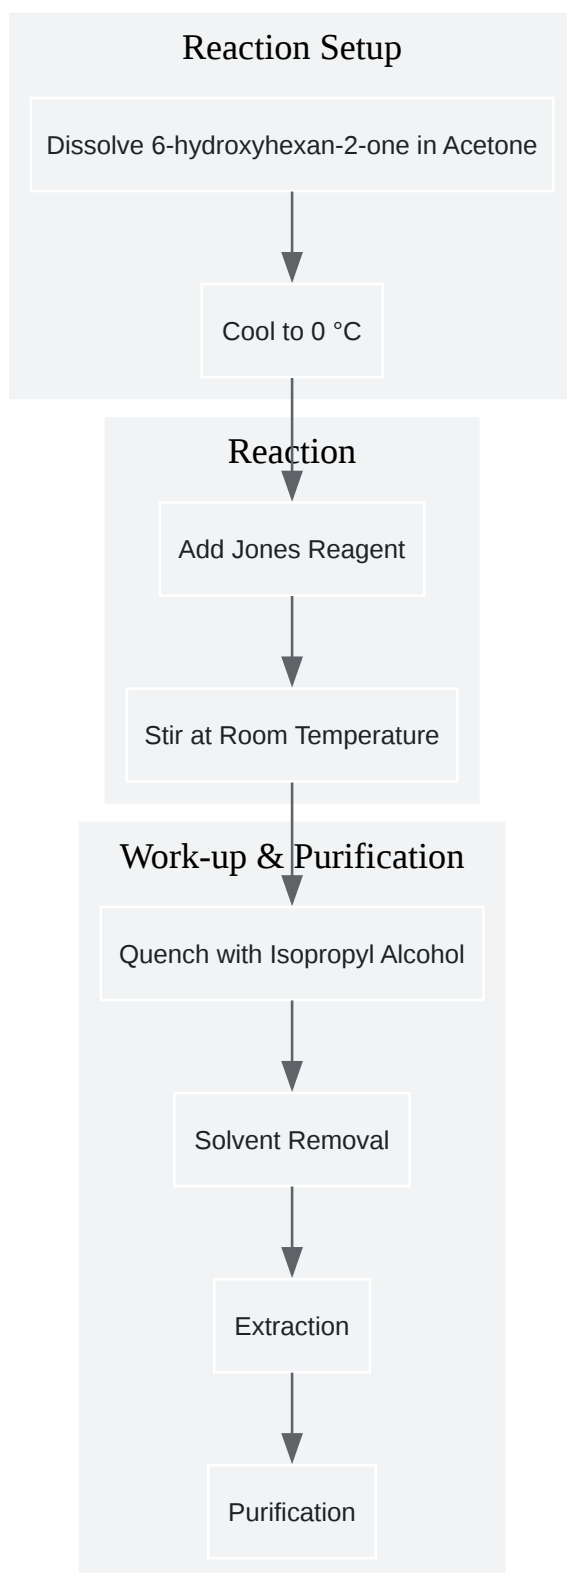 Reaction Setup
Dissolve 6-hydroxyhexan-2-one in Acetone
Cool to 0 °C
Reaction
Add Jones Reagent
Stir at Room Temperature
Work-up & Purification
Quench with Isopropyl Alcohol
Solvent Removal
Extraction
Purification